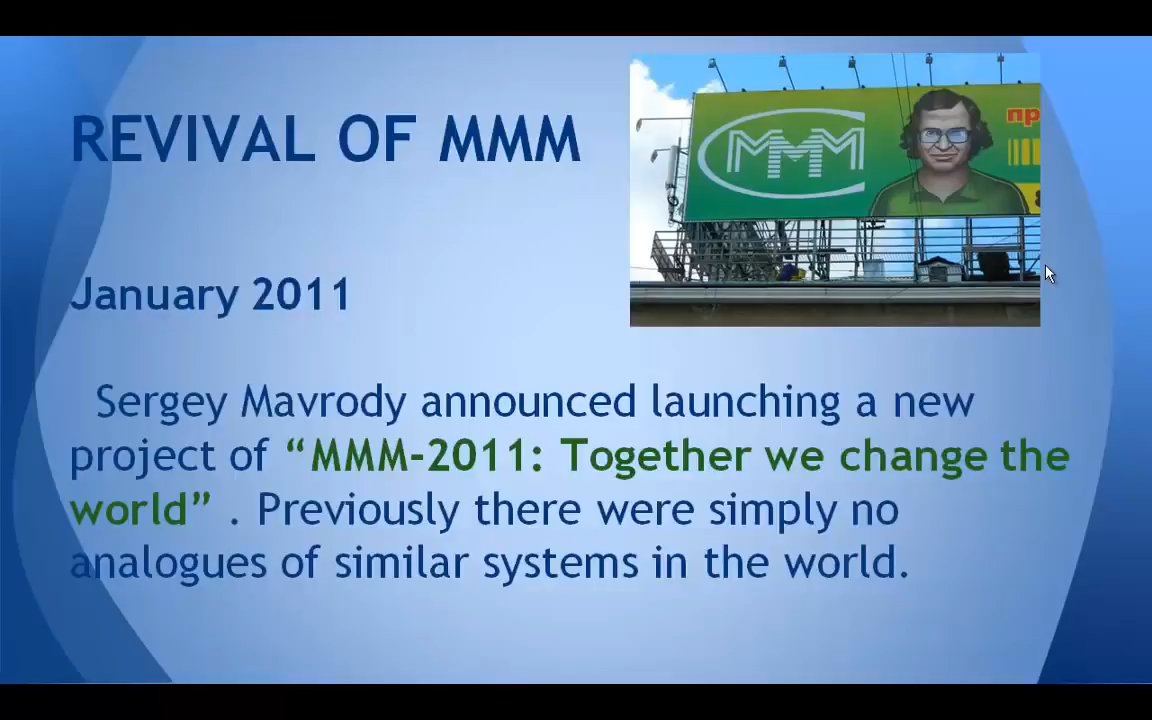 REVIVAL OF MMM
MMM
пр
January 2011
Sergey Mavrody announced launching a new
project of “MMM-2011: Together we change the
world” . Previously there were simply no
analogues of similar systems in the world.